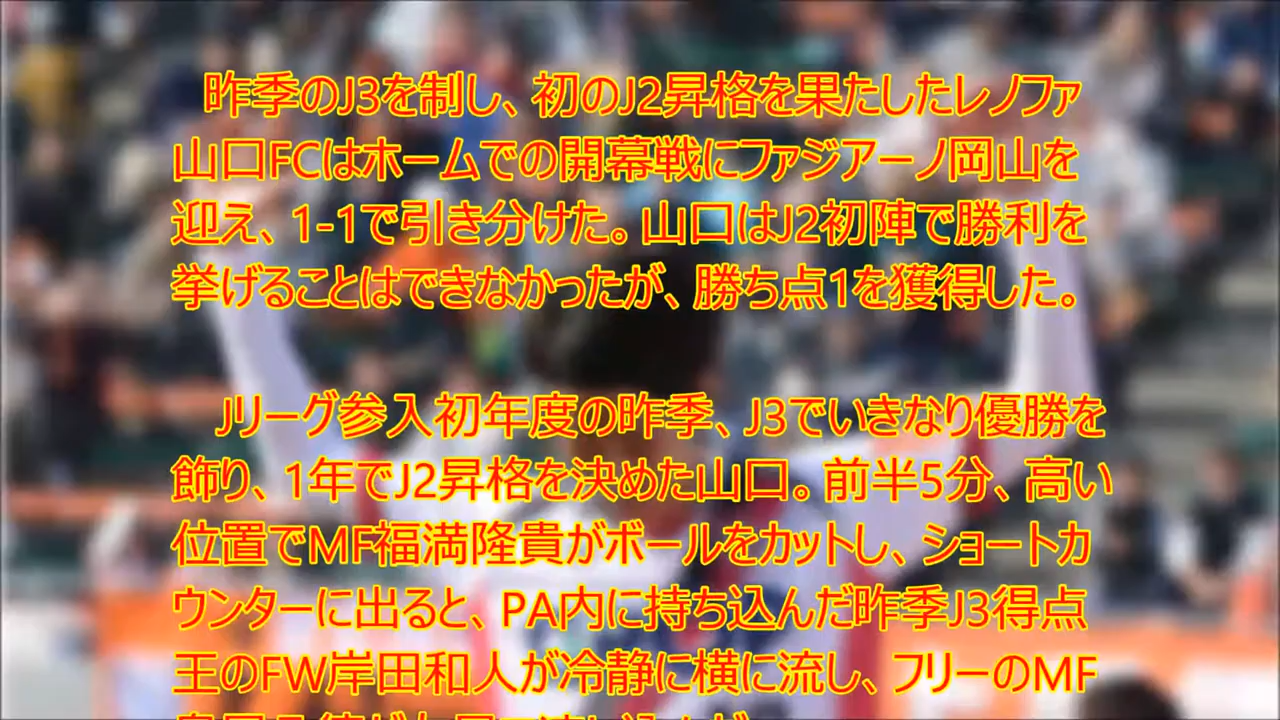 昨季のJ3を制し、初のJ2昇格を果たしたレノファ
山口FCはホームでの開幕戦にファジアーノ岡山を
迎え、1-1で引き分けた。山口はJ2初陣で勝利を
挙げることはできなかったが、勝ち点1を獲得した。
Jリーグ参入初年度の昨季、J3でいきなり優勝を
飾り、1年でJ2昇格を決めた山口。前半5分、高い
位置でMF福満隆貴がボールをカットし、ショートカ
ウンターに出ると、PA内に持ち込んだ昨季J3得点
王のFW岸田和人が冷静に横に流し、フリーのMF